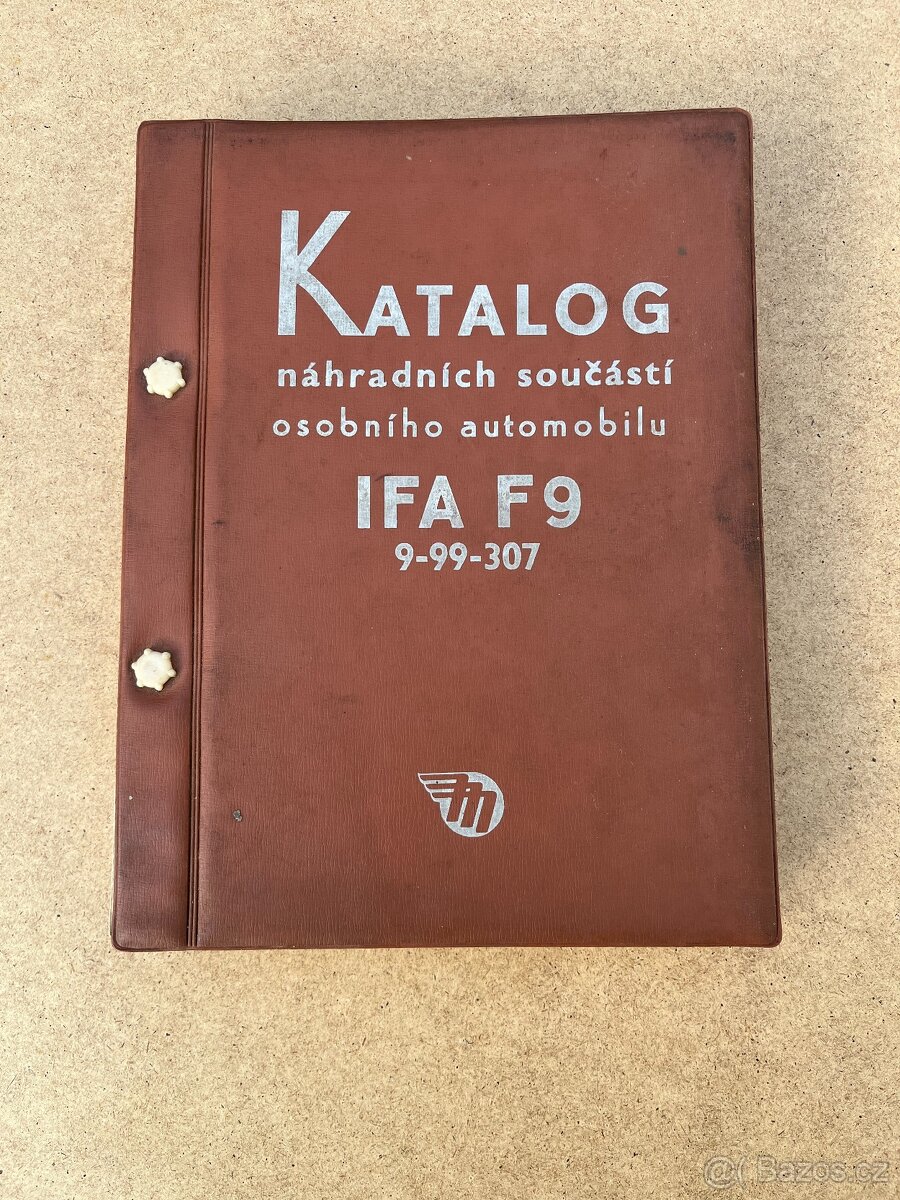 KATALOG
náhradních součástí
osobního automobilu
IFA F9
9-99-307
m
@( Bazos.cz